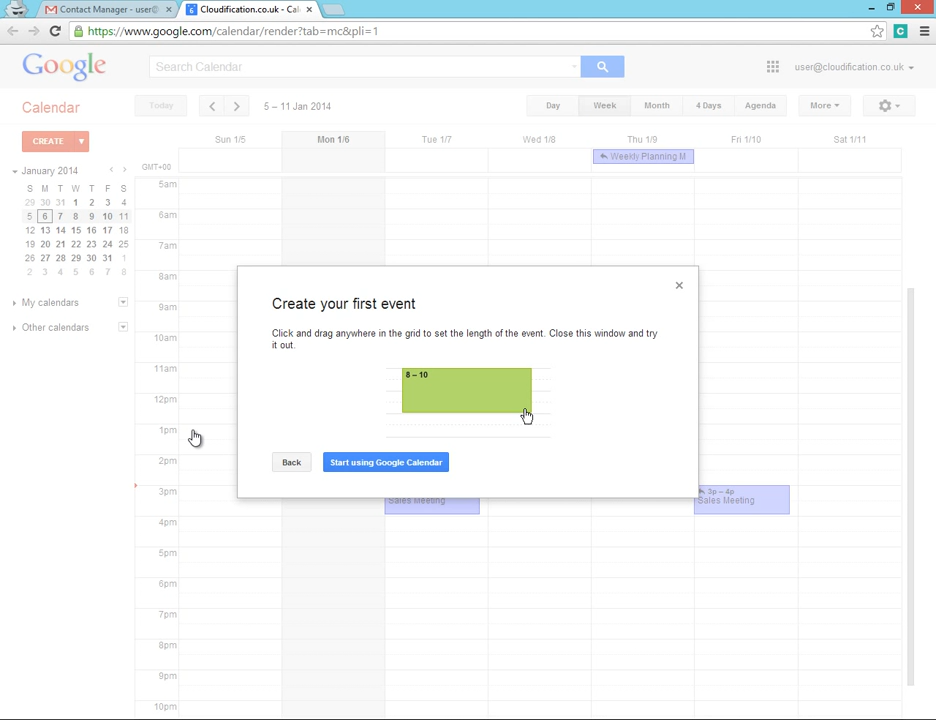 Contact Manager - user@
Cloudification.co.uk - Cal
https://www.google.com/calendar/render?tab=mc&pli=1
Google
Search Calendar
user@cloudification.co.uk
Calendar
Today
5 – 11 Jan 2014
Day Week Month 4 Days Agenda
More
CREATE
January 2014
S M T W T F S
29 30 31 1 2 3 4
5 6 7 8 9 10 11
12 13 14 15 16 17 18
19 20 21 22 23 24 25
26 27 28 29 30 31 1
2 3 4 5 6 7 8
My calendars
Other calendars
Sun 1/5 Mon 1/6 Tue 1/7 Wed 1/8 Thu 1/9 Fri 1/10 Sat 1/11
GMT+00
Weekly Planning M
5am
6am
7am
8am
9am
10am
11am
12pm
1pm
2pm
3pm
4pm
5pm
6pm
7pm
8pm
9pm
10pm
Create your first event
Click and drag anywhere in the grid to set the length of the event. Close this window and try
it out.
8 – 10
Back
Start using Google Calendar
Sales Meeting
3p – 4p
Sales Meeting